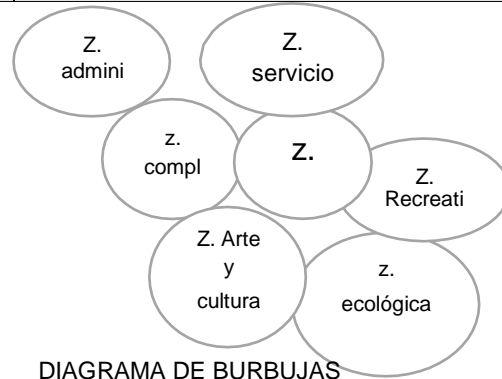 Z.
admini
Z.
servicio
z.
compl
Z.
Z.
Recreati
Z. Arte
y
cultura
z.
ecológica
DIAGRAMA DE BURBUJAS